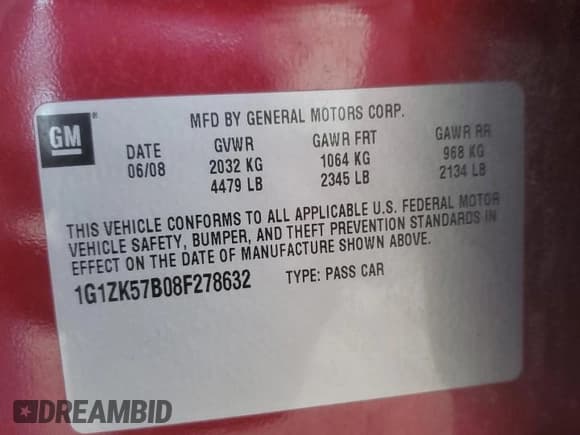 GM ®
MFD BY GENERAL MOTORS CORP.
DATE GVWR GAWR FRT GAWR RR
06/08 2032 KG 1064 KG 968 KG
4479 LB 2345 LB 2134 LB
THIS VEHICLE CONFORMS TO ALL APPLICABLE U.S. FEDERAL MOTOR
VEHICLE SAFETY, BUMPER, AND THEFT PREVENTION STANDARDS IN
EFFECT ON THE DATE OF MANUFACTURE SHOWN ABOVE.
1G1ZK57B08F278632 TYPE: PASS CAR
DREAMBID